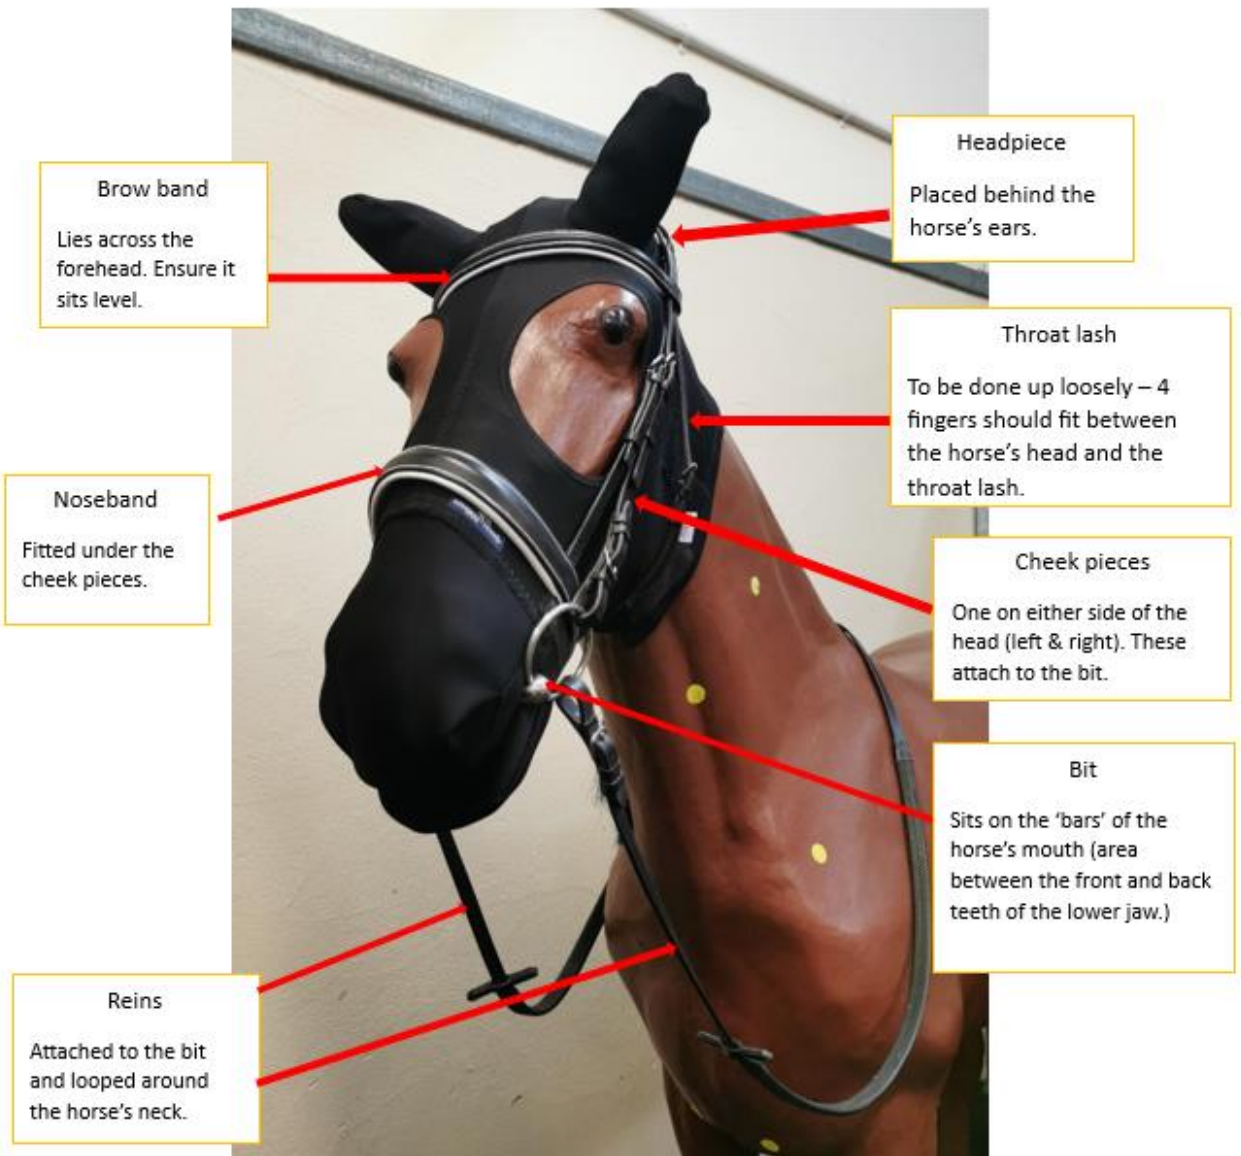 Brow band
Lies across the
forehead. Ensure it
sits level.
Headpiece
Placed behind the
horse's ears.
Throat lash
To be done up loosely – 4
fingers should fit between
the horse's head and the
throat lash.
Noseband
Fitted under the
cheek pieces.
Cheek pieces
One on either side of the
head (left & right). These
attach to the bit.
Bit
Sits on the ‘bars’ of the
horse's mouth (area
between the front and back
teeth of the lower jaw.)
Reins
Attached to the bit
and looped around
the horse's neck.